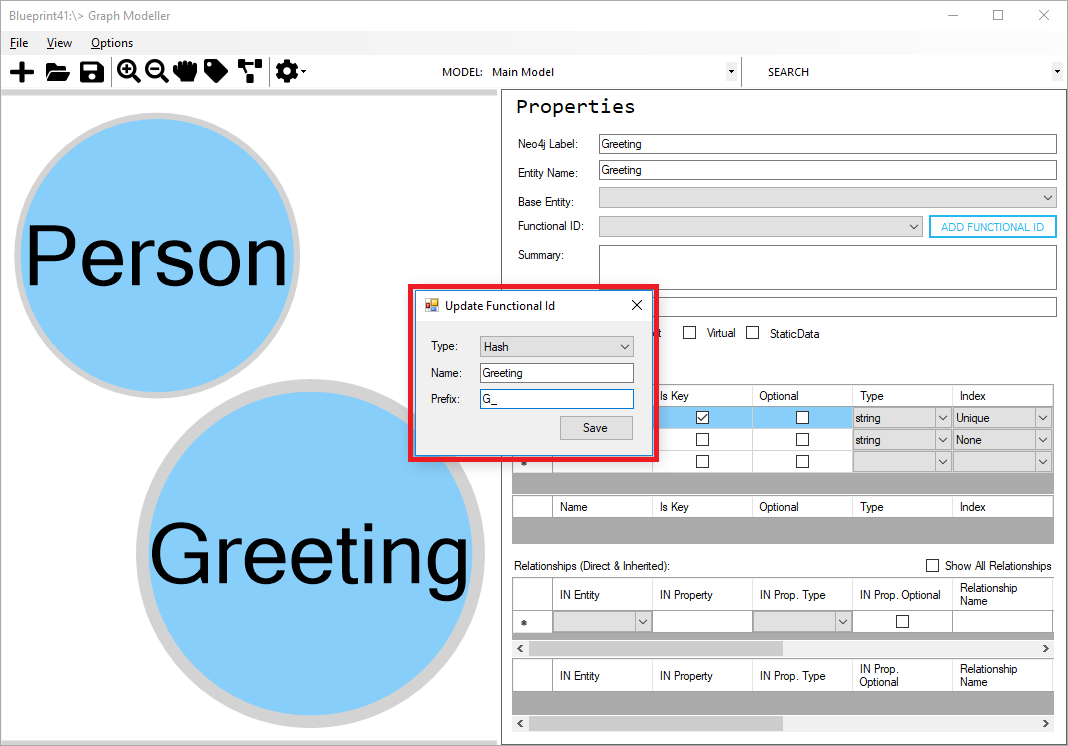 Blueprint41:\> Graph Modeller
File View Options
MODEL: Main Model SEARCH
Properties
Neo4j Label: Greeting
Entity Name: Greeting
Base Entity:
Functional ID: ADD FUNCTIONAL ID
Summary:
Virtual StaticData
Person
Greeting
Update Functional Id
Type: Hash
Name: Greeting
Prefix: G_
Save
Is Key Optional Type Index
string Unique
string None
Name Is Key Optional Type Index
Relationships (Direct & Inherited): Show All Relationships
IN Entity IN Property IN Prop. Type IN Prop. Optional Relationship
Name
IN Entity IN Property IN Prop. Type IN Prop.
Optional Relationship
Name